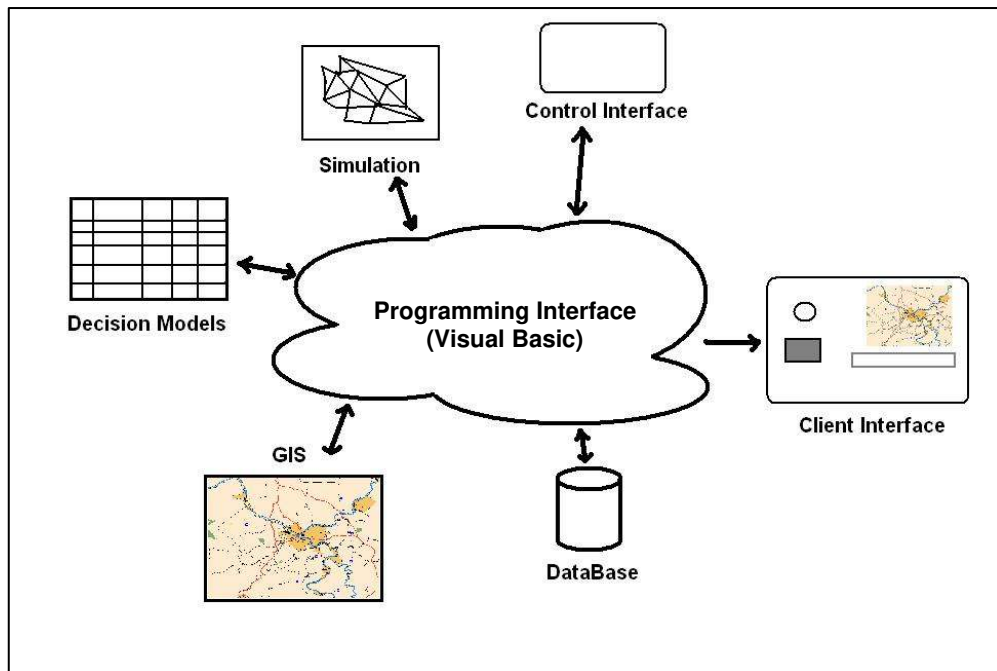 Control Interface
Simulation
Decision Models
Programming Interface
(Visual Basic)
Client Interface
GIS
DataBase